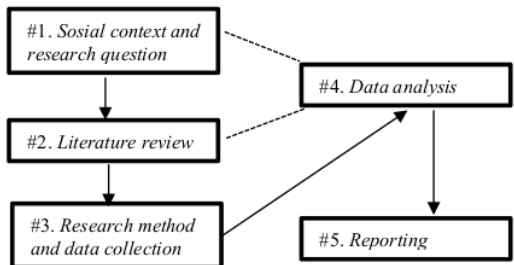 #1. Sosial context and
research question
#2. Literature review
#3. Research method
and data collection
#4. Data analysis
#5. Reporting